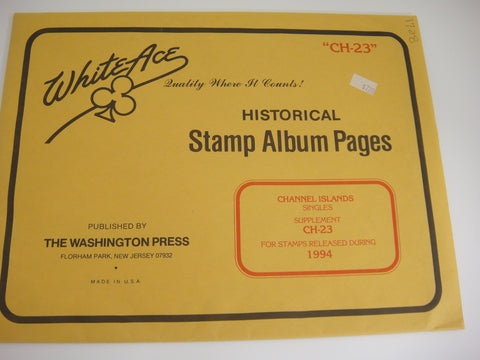 "CH-23"
White Ace
Quality Where It Counts!
HISTORICAL
Stamp Album Pages
CHANNEL ISLANDS
SINGLES
SUPPLEMENT
CH-23
FOR STAMPS RELEASED DURING
1994
PUBLISHED BY
THE WASHINGTON PRESS
FLORHAM PARK, NEW JERSEY 07932
MADE IN U.S.A